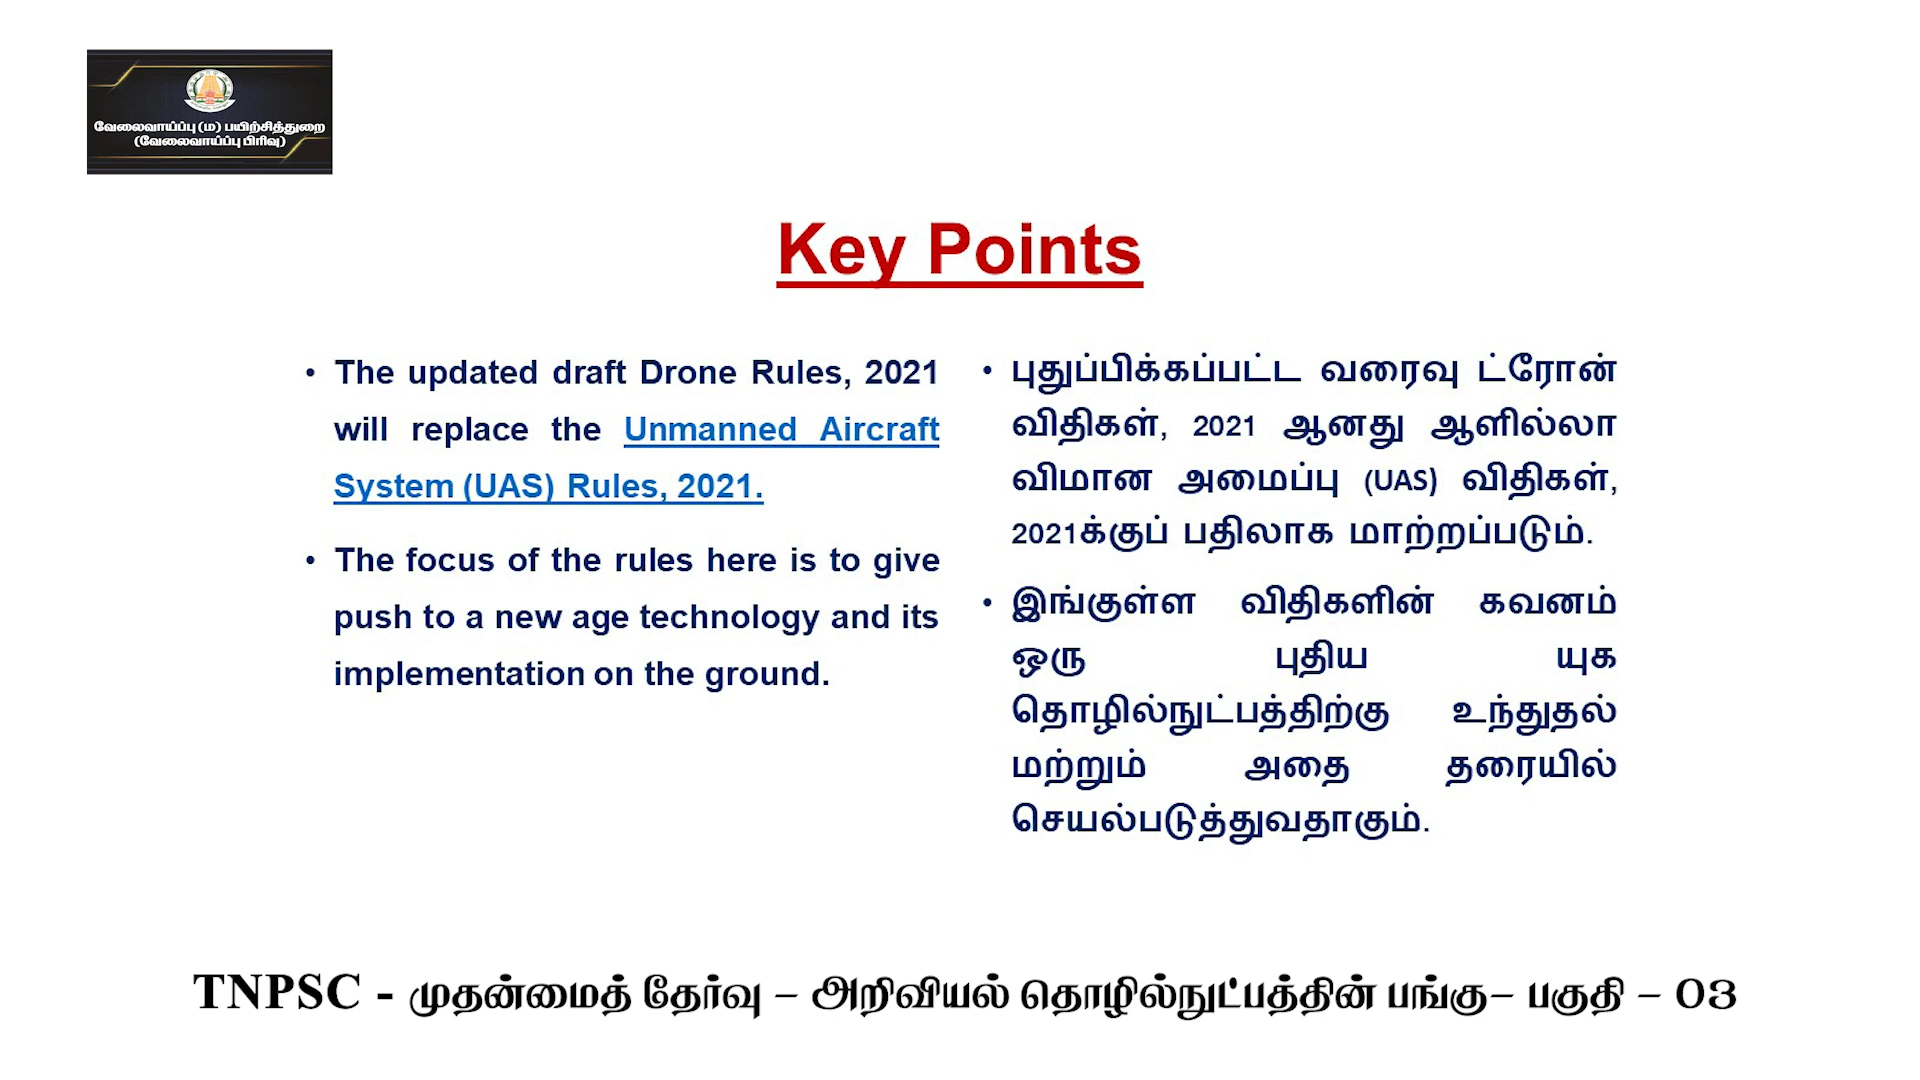 வேலைவாய்ப்பு (ம) பயிற்சித்துறை
(வேலைவாய்ப்பு பிரிவு)
Key Points
• The updated draft Drone Rules, 2021
will replace the Unmanned Aircraft
System (UAS) Rules, 2021.
• The focus of the rules here is to give
push to a new age technology and its
implementation on the ground.
• புதுப்பிக்கப்பட்ட வரைவு ட்ரோன்
விதிகள், 2021 ஆனது ஆளில்லா
விமான அமைப்பு (UAS) விதிகள்,
2021க்குப் பதிலாக மாற்றப்படும்.
• இங்குள்ள விதிகளின் கவனம்
ஒரு புதிய யுக
தொழில்நுட்பத்திற்கு உந்துதல்
மற்றும் அதை தரையில்
செயல்படுத்துவதாகும்.
TNPSC - முதன்மைத் தேர்வு – அறிவியல் தொழில்நுட்பத்தின் பங்கு– பகுதி – 03